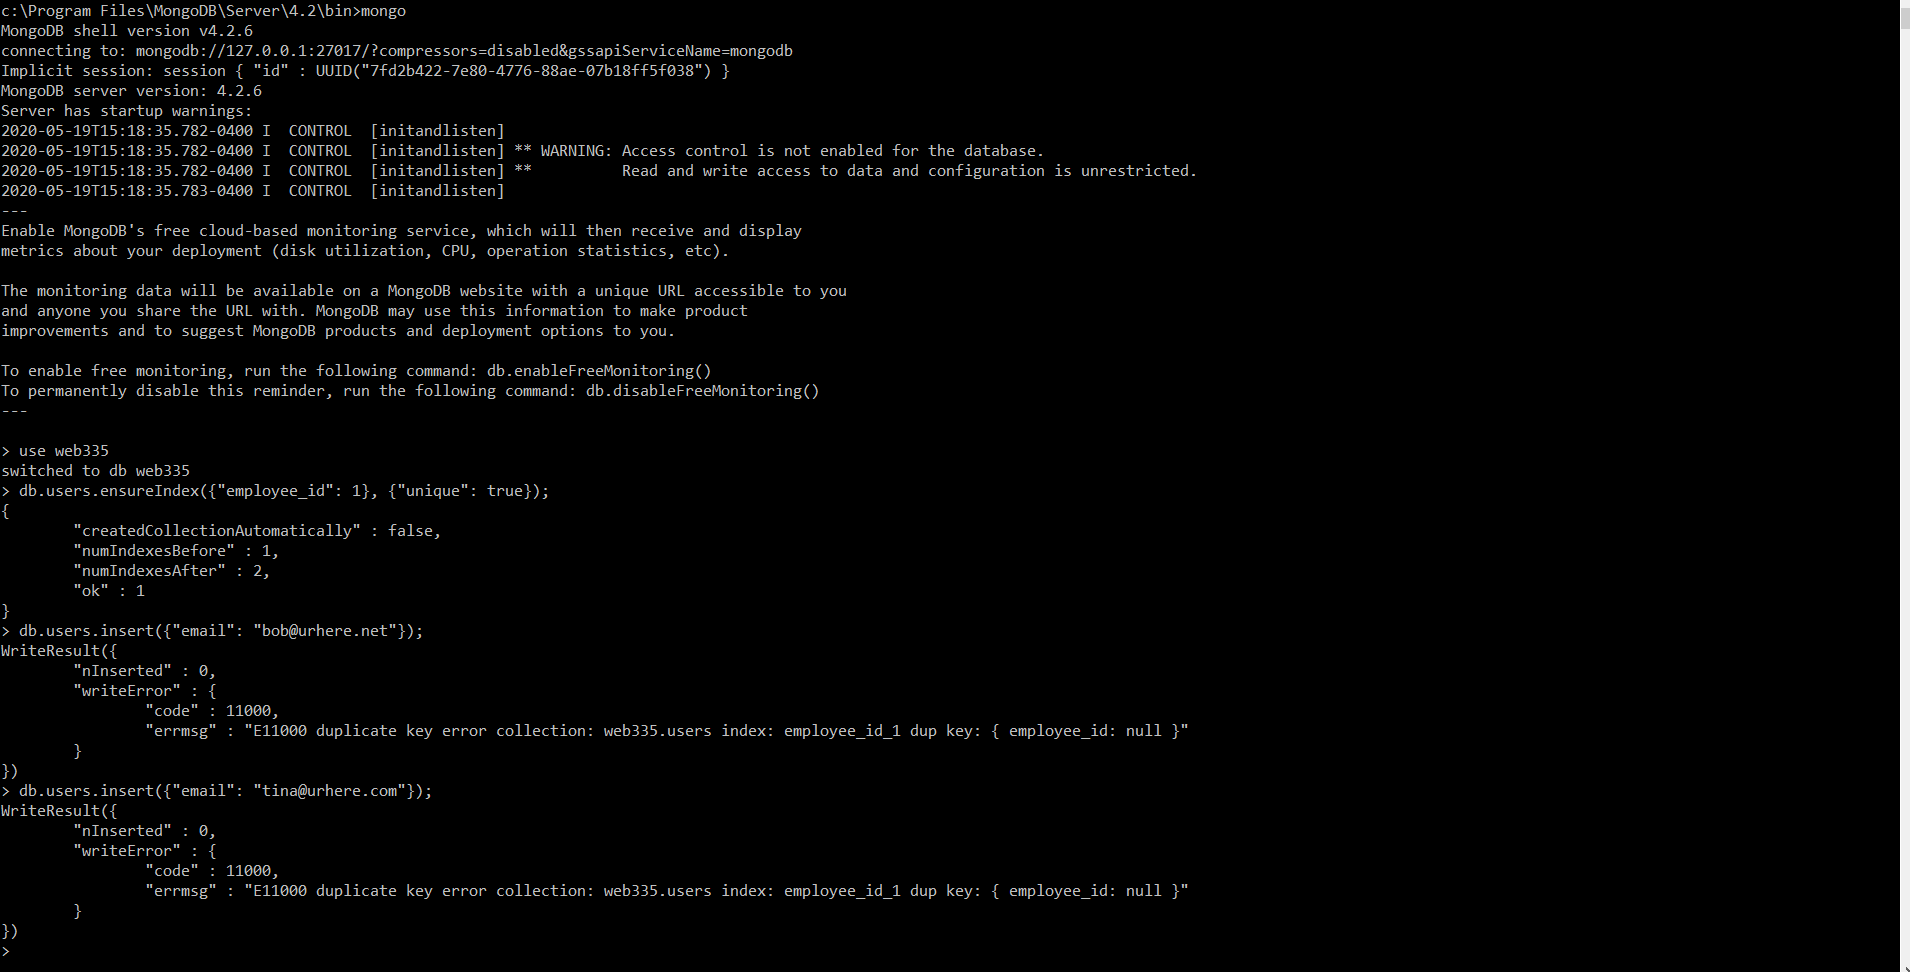 c:\Program Files\MongoDB\Server\4.2\bin>mongo
MongoDB shell version v4.2.6
connecting to: mongodb://127.0.0.1:27017/?compressors=disabled&gssapiServiceName=mongodb
Implicit session: session { "id" : UUID("7fd2b422-7e80-4776-88ae-07b18ff5f038") }
MongoDB server version: 4.2.6
Server has startup warnings:
2020-05-19T15:18:35.782-0400 I  CONTROL  [initandlisten]
2020-05-19T15:18:35.782-0400 I  CONTROL  [initandlisten] ** WARNING: Access control is not enabled for the database.
2020-05-19T15:18:35.782-0400 I  CONTROL  [initandlisten] **          Read and write access to data and configuration is unrestricted.
2020-05-19T15:18:35.783-0400 I  CONTROL  [initandlisten]
---
Enable MongoDB's free cloud-based monitoring service, which will then receive and display
metrics about your deployment (disk utilization, CPU, operation statistics, etc).

The monitoring data will be available on a MongoDB website with a unique URL accessible to you
and anyone you share the URL with. MongoDB may use this information to make product
improvements and to suggest MongoDB products and deployment options to you.

To enable free monitoring, run the following command: db.enableFreeMonitoring()
To permanently disable this reminder, run the following command: db.disableFreeMonitoring()
---

> use web335
switched to db web335
> db.users.ensureIndex({"employee_id": 1}, {"unique": true});
{
        "createdCollectionAutomatically" : false,
        "numIndexesBefore" : 1,
        "numIndexesAfter" : 2,
        "ok" : 1
}
> db.users.insert({"email": "bob@urhere.net"});
WriteResult({
        "nInserted" : 0,
        "writeError" : {
                "code" : 11000,
                "errmsg" : "E11000 duplicate key error collection: web335.users index: employee_id_1 dup key: { employee_id: null }"
        }
})
> db.users.insert({"email": "tina@urhere.com"});
WriteResult({
        "nInserted" : 0,
        "writeError" : {
                "code" : 11000,
                "errmsg" : "E11000 duplicate key error collection: web335.users index: employee_id_1 dup key: { employee_id: null }"
        }
})
>